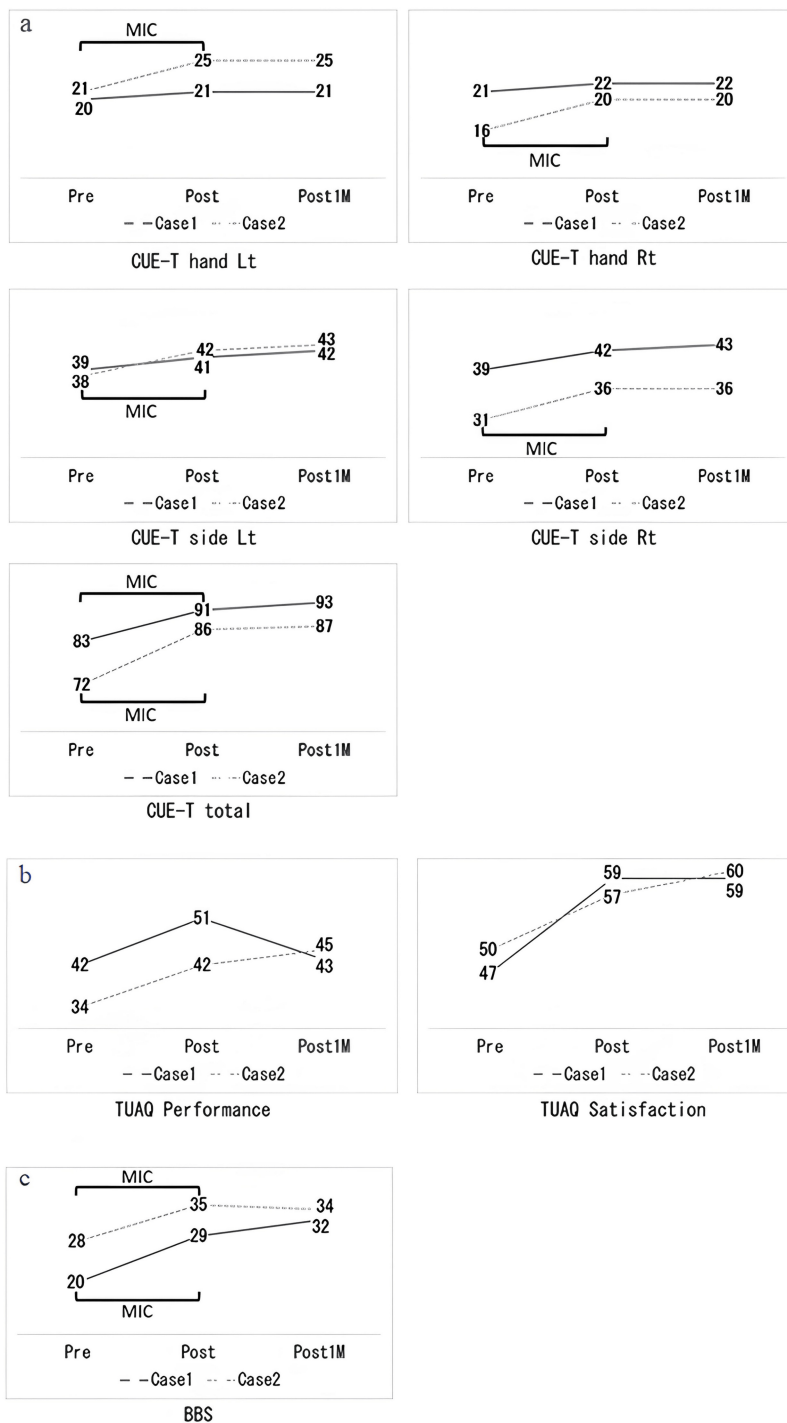 a
MIC
21 25 25
20 21 21
Pre Post Post1M
Case1 Case2
CUE-T hand Lt
21 22 22
16 20 20
MIC
Pre Post Post1M
Case1 Case2
CUE-T hand Rt
39 42 43
38 41 42
MIC
Pre Post Post1M
Case1 Case2
CUE-T side Lt
39 42 43
31 36 36
MIC
Pre Post Post1M
Case1 Case2
CUE-T side Rt
MIC
83 91 93
72 86 87
MIC
Pre Post Post1M
Case1 Case2
CUE-T total
b
42 51 45
34 42 43
Pre Post Post1M
Case1 Case2
TUAQ Performance
50 59 60
47 57 59
Pre Post Post1M
Case1 Case2
TUAQ Satisfaction
c
MIC
28 35 34
20 29 32
MIC
Pre Post Post1M
Case1 Case2
BBS